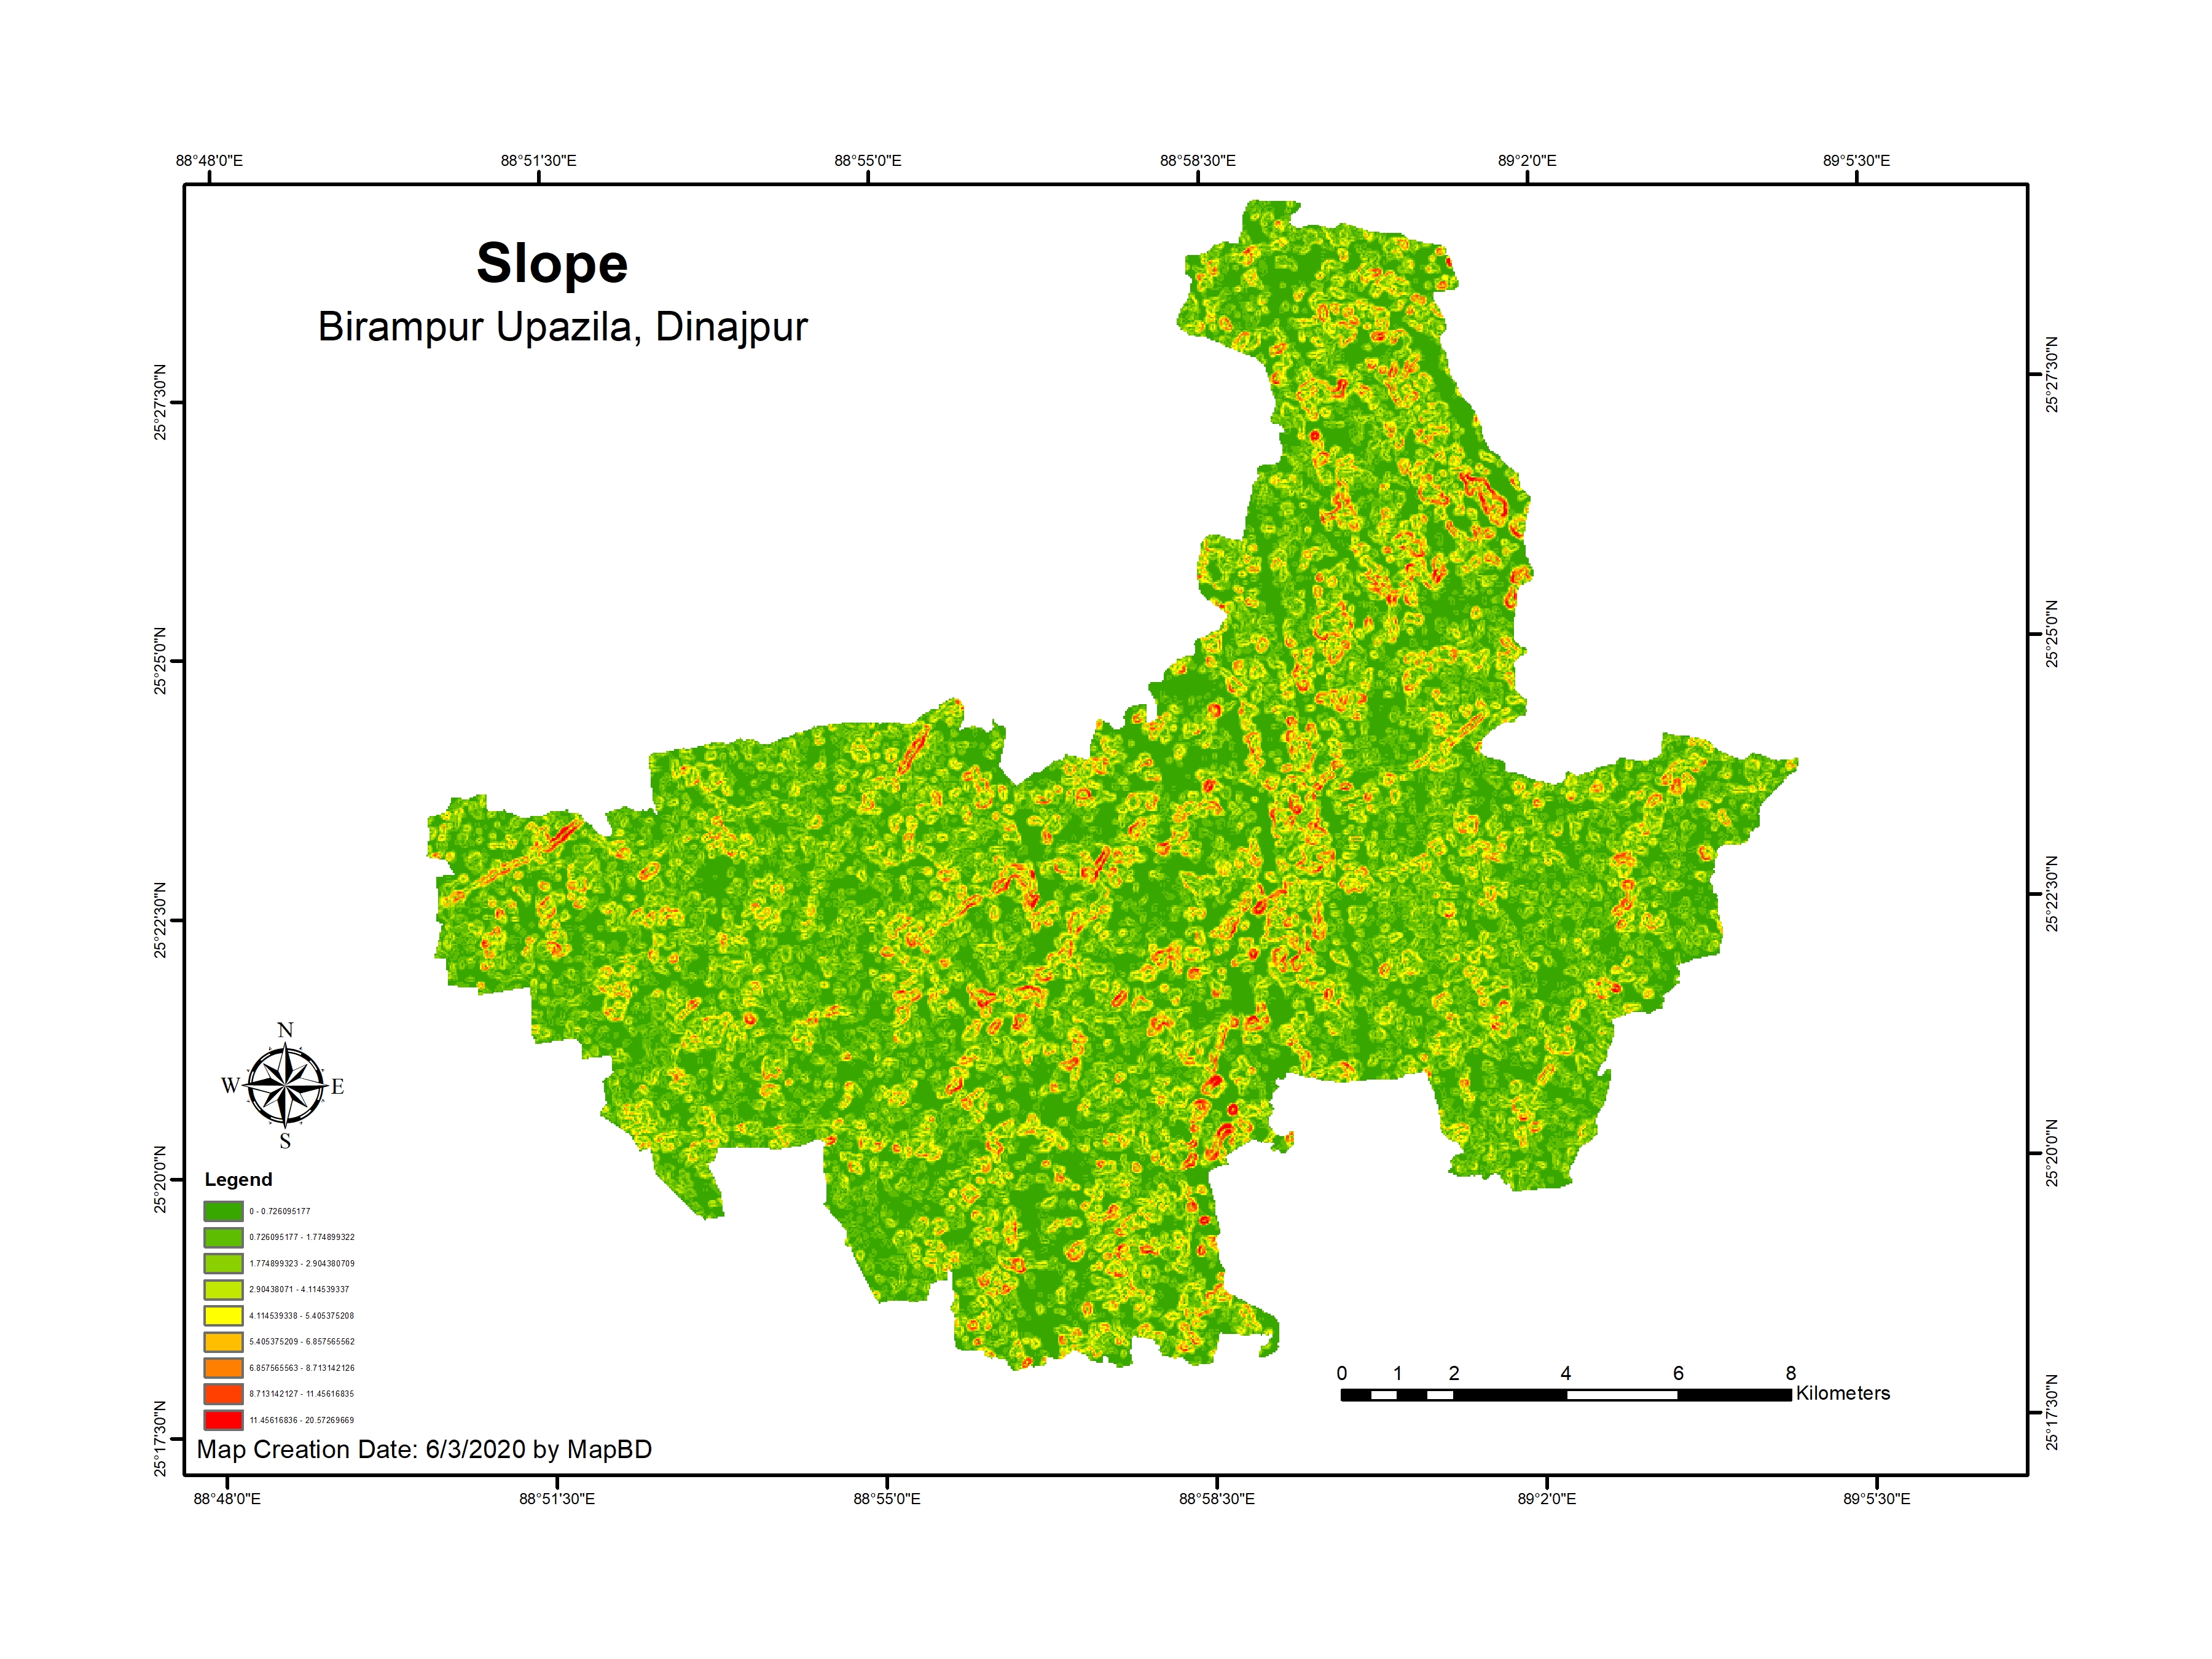 88°48'0"E 88°51'30"E 88°55'0"E 88°58'30"E 89°2'0"E 89°5'30"E
Slope
Birampur Upazila, Dinajpur
25°27'30"N 25°27'30"N
25°25'0"N 25°25'0"N
25°22'30"N 25°22'30"N
N
W E
S
25°20'0"N 25°20'0"N
Legend
0 - 0.726095177
0.726095177 - 1.774899322
1.774899323 - 2.904380709
2.90438071 - 4.114539337
4.114539338 - 5.405375208
5.405375209 - 6.857565562
6.857565563 - 8.713142126
8.713142127 - 11.45616835
11.45616836 - 20.57269669
0 1 2 4 6 8
Kilometers
25°17'30"N 25°17'30"N
Map Creation Date: 6/3/2020 by MapBD
88°48'0"E 88°51'30"E 88°55'0"E 88°58'30"E 89°2'0"E 89°5'30"E